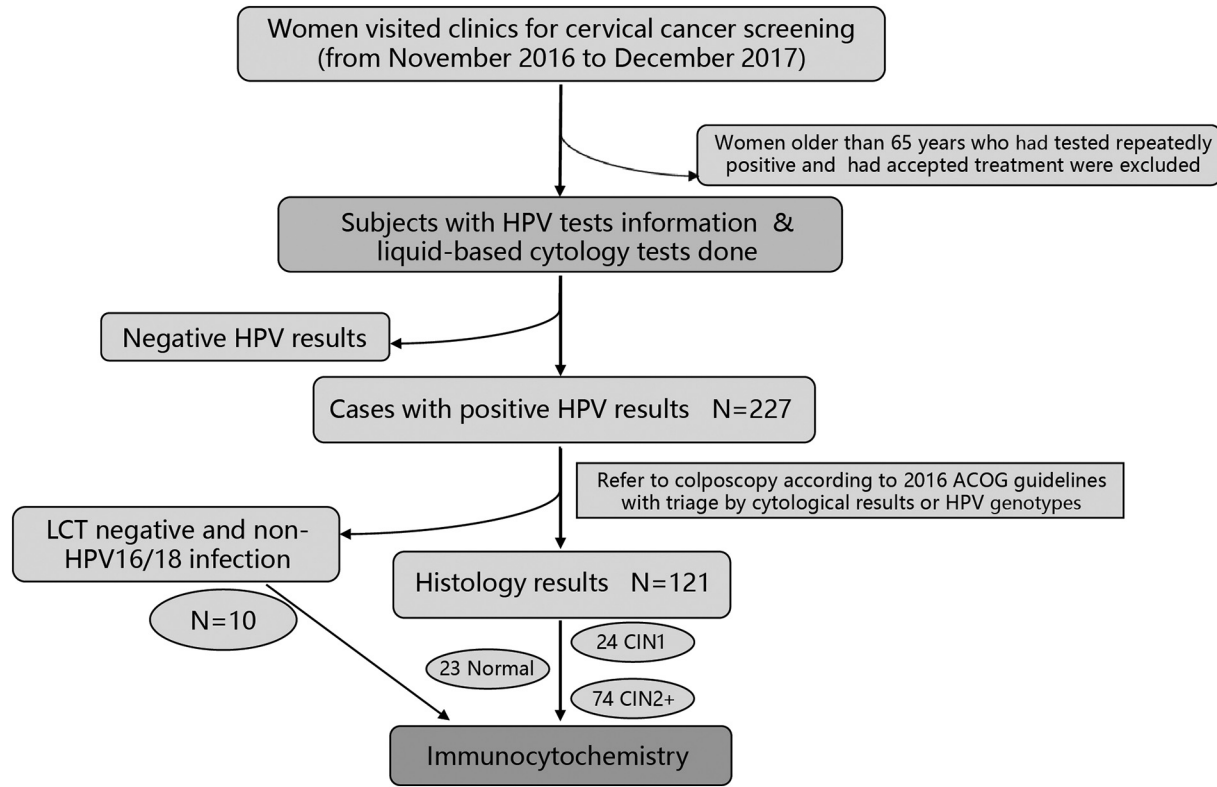 Women visited clinics for cervical cancer screening
(from November 2016 to December 2017)
Women older than 65 years who had tested repeatedly
positive and had accepted treatment were excluded
Subjects with HPV tests information &
liquid-based cytology tests done
Negative HPV results
Cases with positive HPV results N=227
Refer to colposcopy according to 2016 ACOG guidelines
with triage by cytological results or HPV genotypes
LCT negative and non-
HPV16/18 infection
N=10
Histology results N=121
24 CIN1
23 Normal
74 CIN2+
Immunocytochemistry